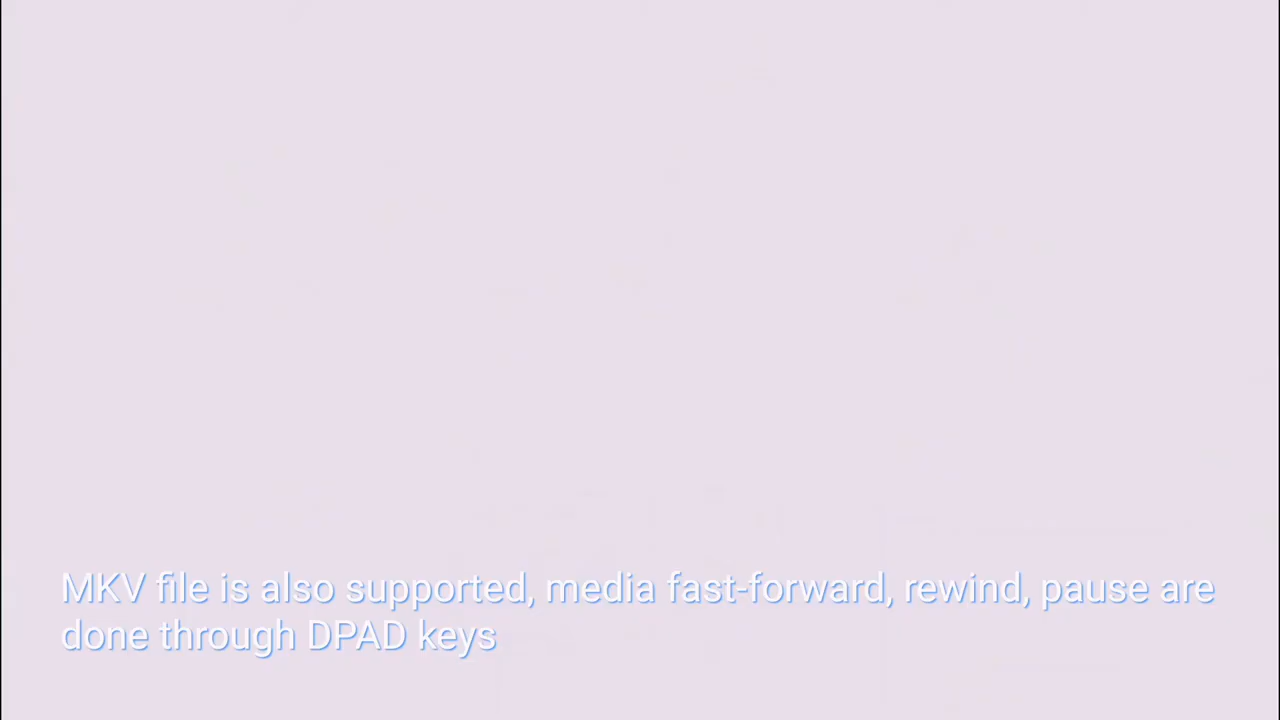 MKV file is also supported, media fast-forward, rewind, pause are
done through DPAD keys